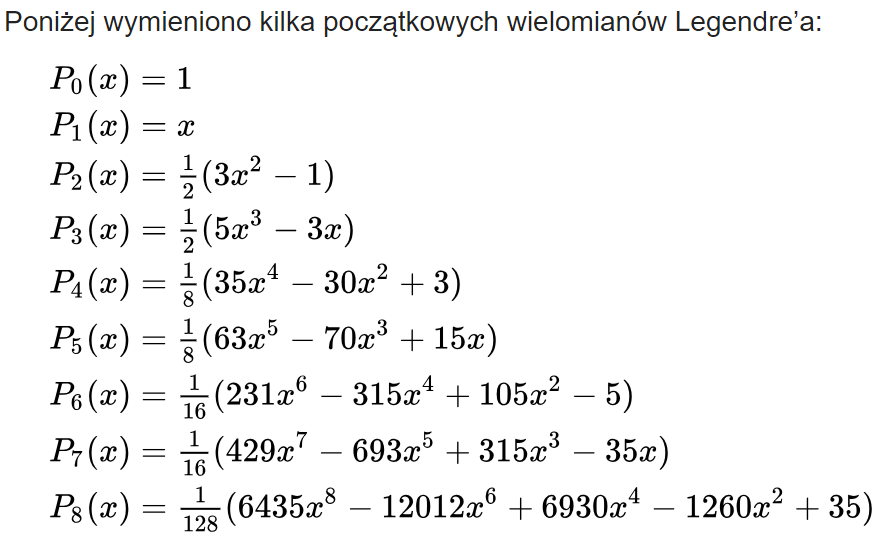 Poniżej wymieniono kilka początkowych wielomianów Legendre’a:
P₀(x) = 1
P₁(x) = x
P₂(x) = 1/2(3x² − 1)
P₃(x) = 1/2(5x³ − 3x)
P₄(x) = 1/8(35x⁴ − 30x² + 3)
P₅(x) = 1/8(63x⁵ − 70x³ + 15x)
P₆(x) = 1/16(231x⁶ − 315x⁴ + 105x² − 5)
P₇(x) = 1/16(429x⁷ − 693x⁵ + 315x³ − 35x)
P₈(x) = 1/128(6435x⁸ − 12012x⁶ + 6930x⁴ − 1260x² + 35)